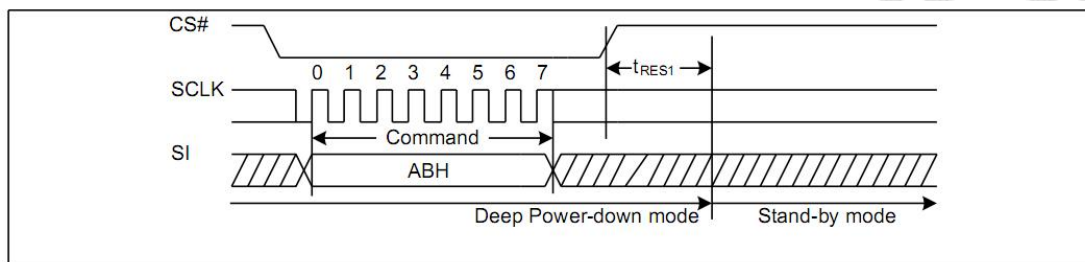 CS#
tRES1
0 1 2 3 4 5 6 7
SCLK
Command
SI
ABH
Deep Power-down mode Stand-by mode